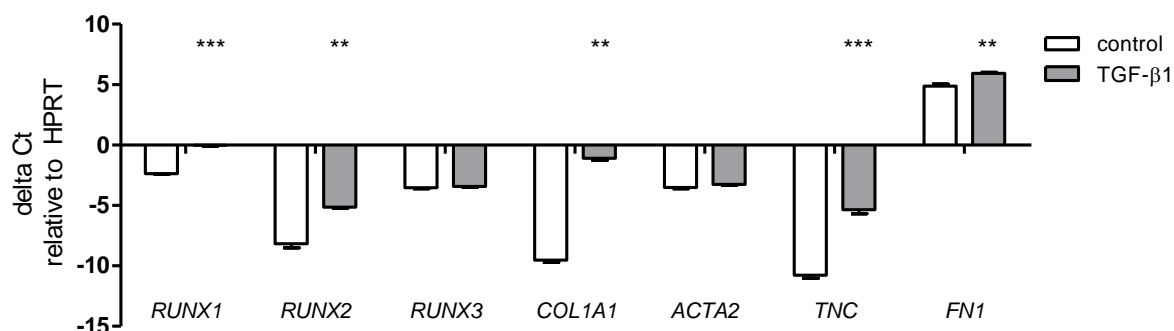 10
5
0
-5
-10
-15
delta Ct
relative to HPRT
*** ** ** *** **
control
TGF-β1
RUNX1 RUNX2 RUNX3 COL1A1 ACTA2 TNC FN1